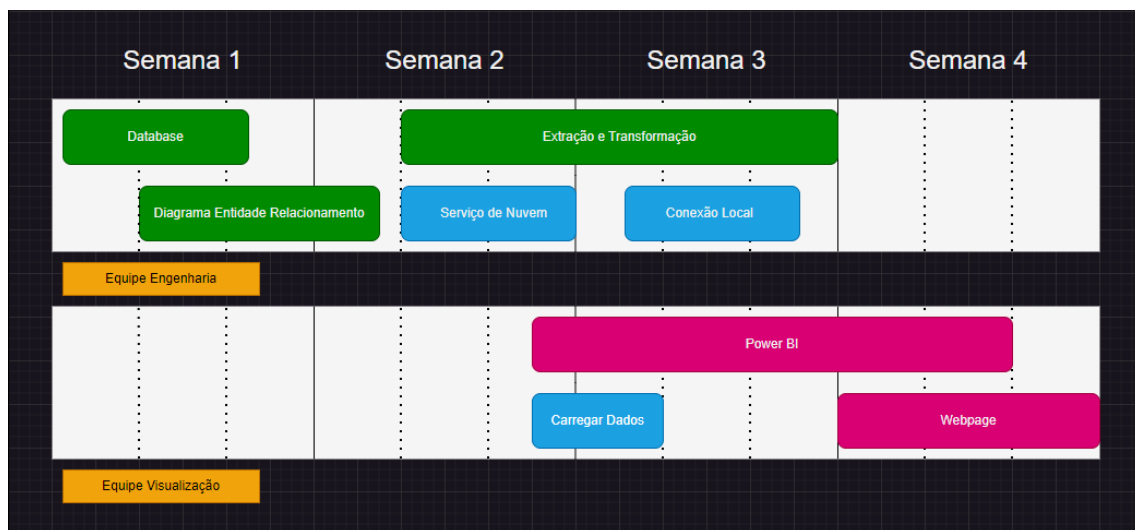 Semana 1
Semana 2
Semana 3
Semana 4
Database
Extração e Transformação
Diagrama Entidade Relacionamento
Serviço de Nuvem
Conexão Local
Equipe Engenharia
Power BI
Carregar Dados
Webpage
Equipe Visualização